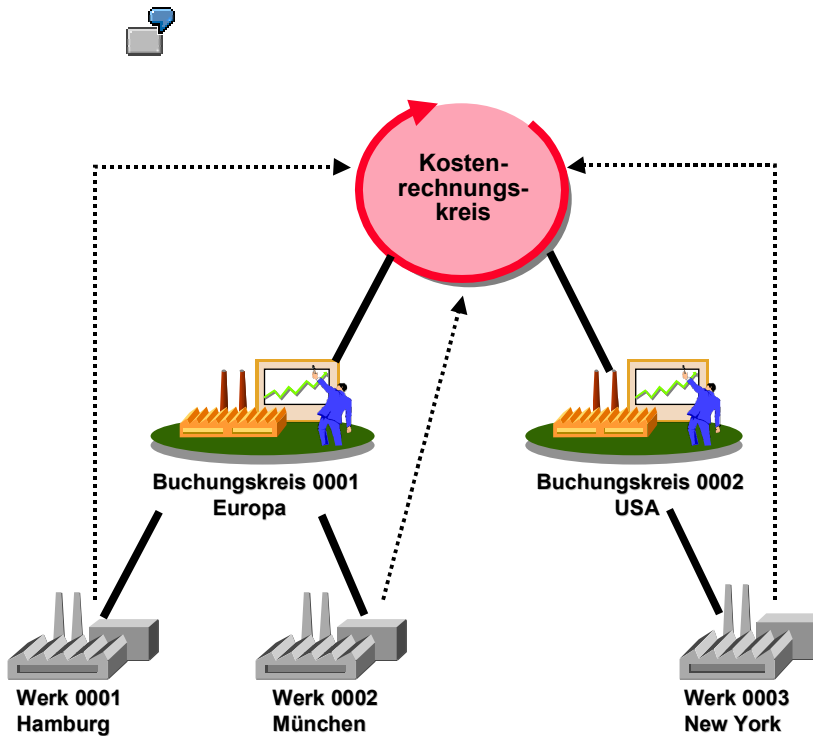 Kosten-
rechnungs-
kreis
Buchungskreis 0001
Europa
Buchungskreis 0002
USA
Werk 0001
Hamburg
Werk 0002
München
Werk 0003
New York